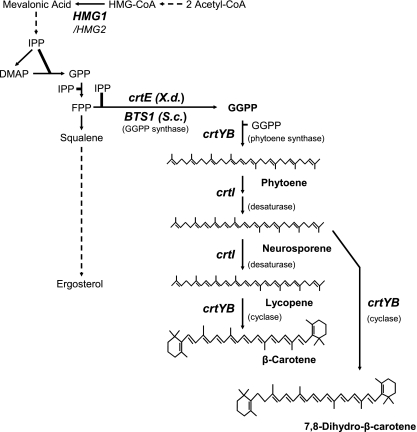 Mevalonic Acid HMG-CoA 2 Acetyl-CoA
HMG1
/HMG2
IPP
DMAP GPP
IPP IPP
FPP crtE (X.d.) GGPP
BTS1 (S.c.)
(GGPP synthase)
Squalene
crtYB GGPP
(phytoene synthase)
Phytoene
crtI
(desaturase)
Neurosporene
crtI
(desaturase)
Ergosterol
Lycopene
crtYB
(cyclase)
crtYB
(cyclase)
β-Carotene
7,8-Dihydro-β-carotene